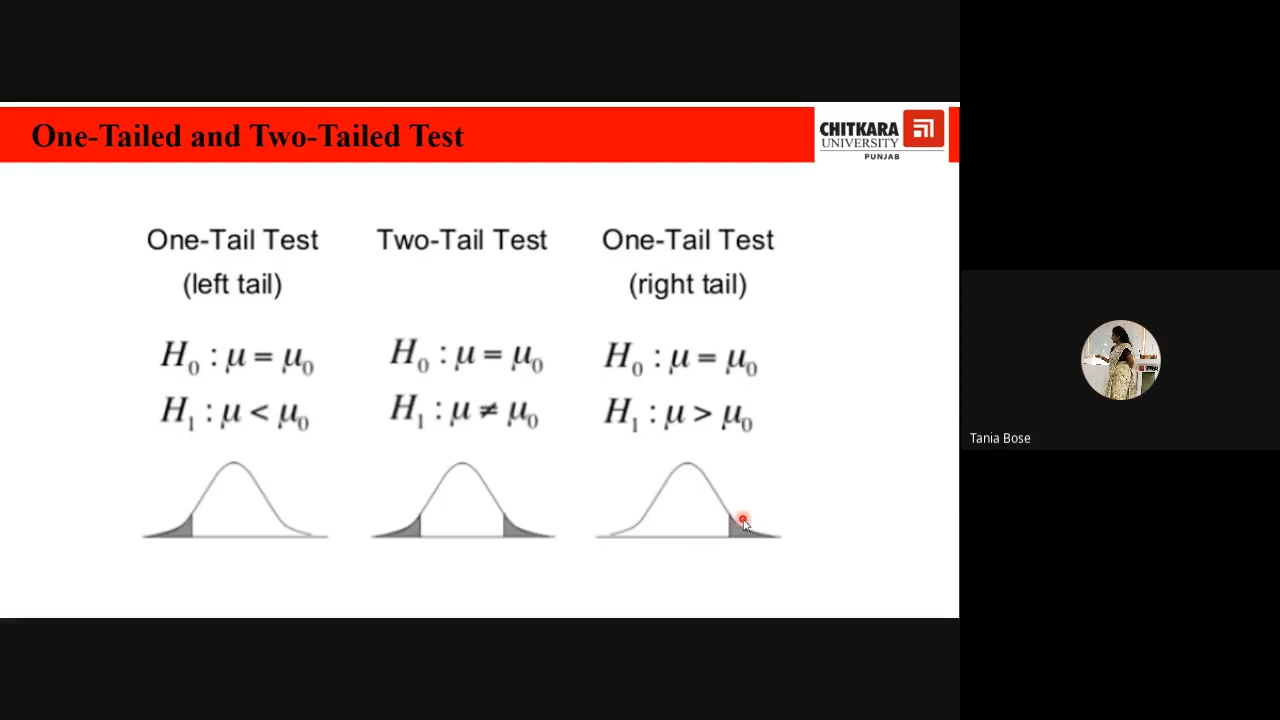 One-Tailed and Two-Tailed Test
CHITKARA
UNIVERSITY
PUNJAB
One-Tail Test
(left tail)
H₀ : μ = μ₀
H₁ : μ < μ₀
Two-Tail Test
H₀ : μ = μ₀
H₁ : μ ≠ μ₀
One-Tail Test
(right tail)
H₀ : μ = μ₀
H₁ : μ > μ₀
Tania Bose